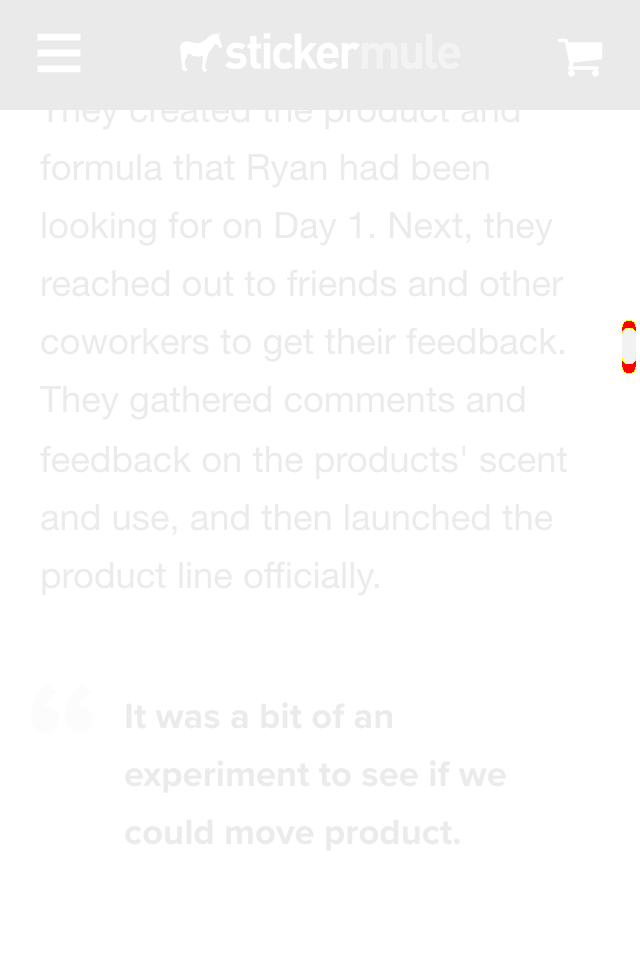 stickermule
They created the product and
formula that Ryan had been
looking for on Day 1. Next, they
reached out to friends and other
coworkers to get their feedback.
They gathered comments and
feedback on the products' scent
and use, and then launched the
product line officially.
“ It was a bit of an
experiment to see if we
could move product.